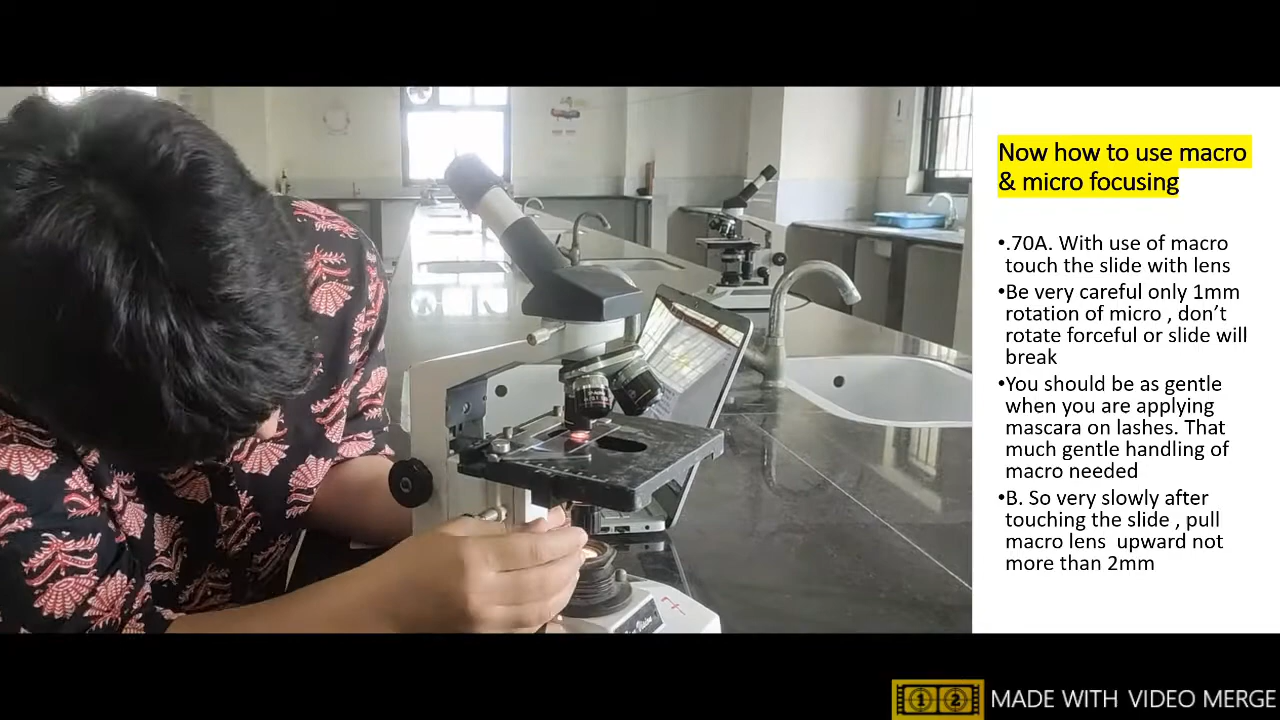 Now how to use macro
& micro focusing
•.70A. With use of macro
touch the slide with lens
•Be very careful only 1mm
rotation of micro , don't
rotate forceful or slide will
break
•You should be as gentle
when you are applying
mascara on lashes. That
much gentle handling of
macro needed
•B. So very slowly after
touching the slide , pull
macro lens upward not
more than 2mm
1 2 MADE WITH VIDEO MERGE